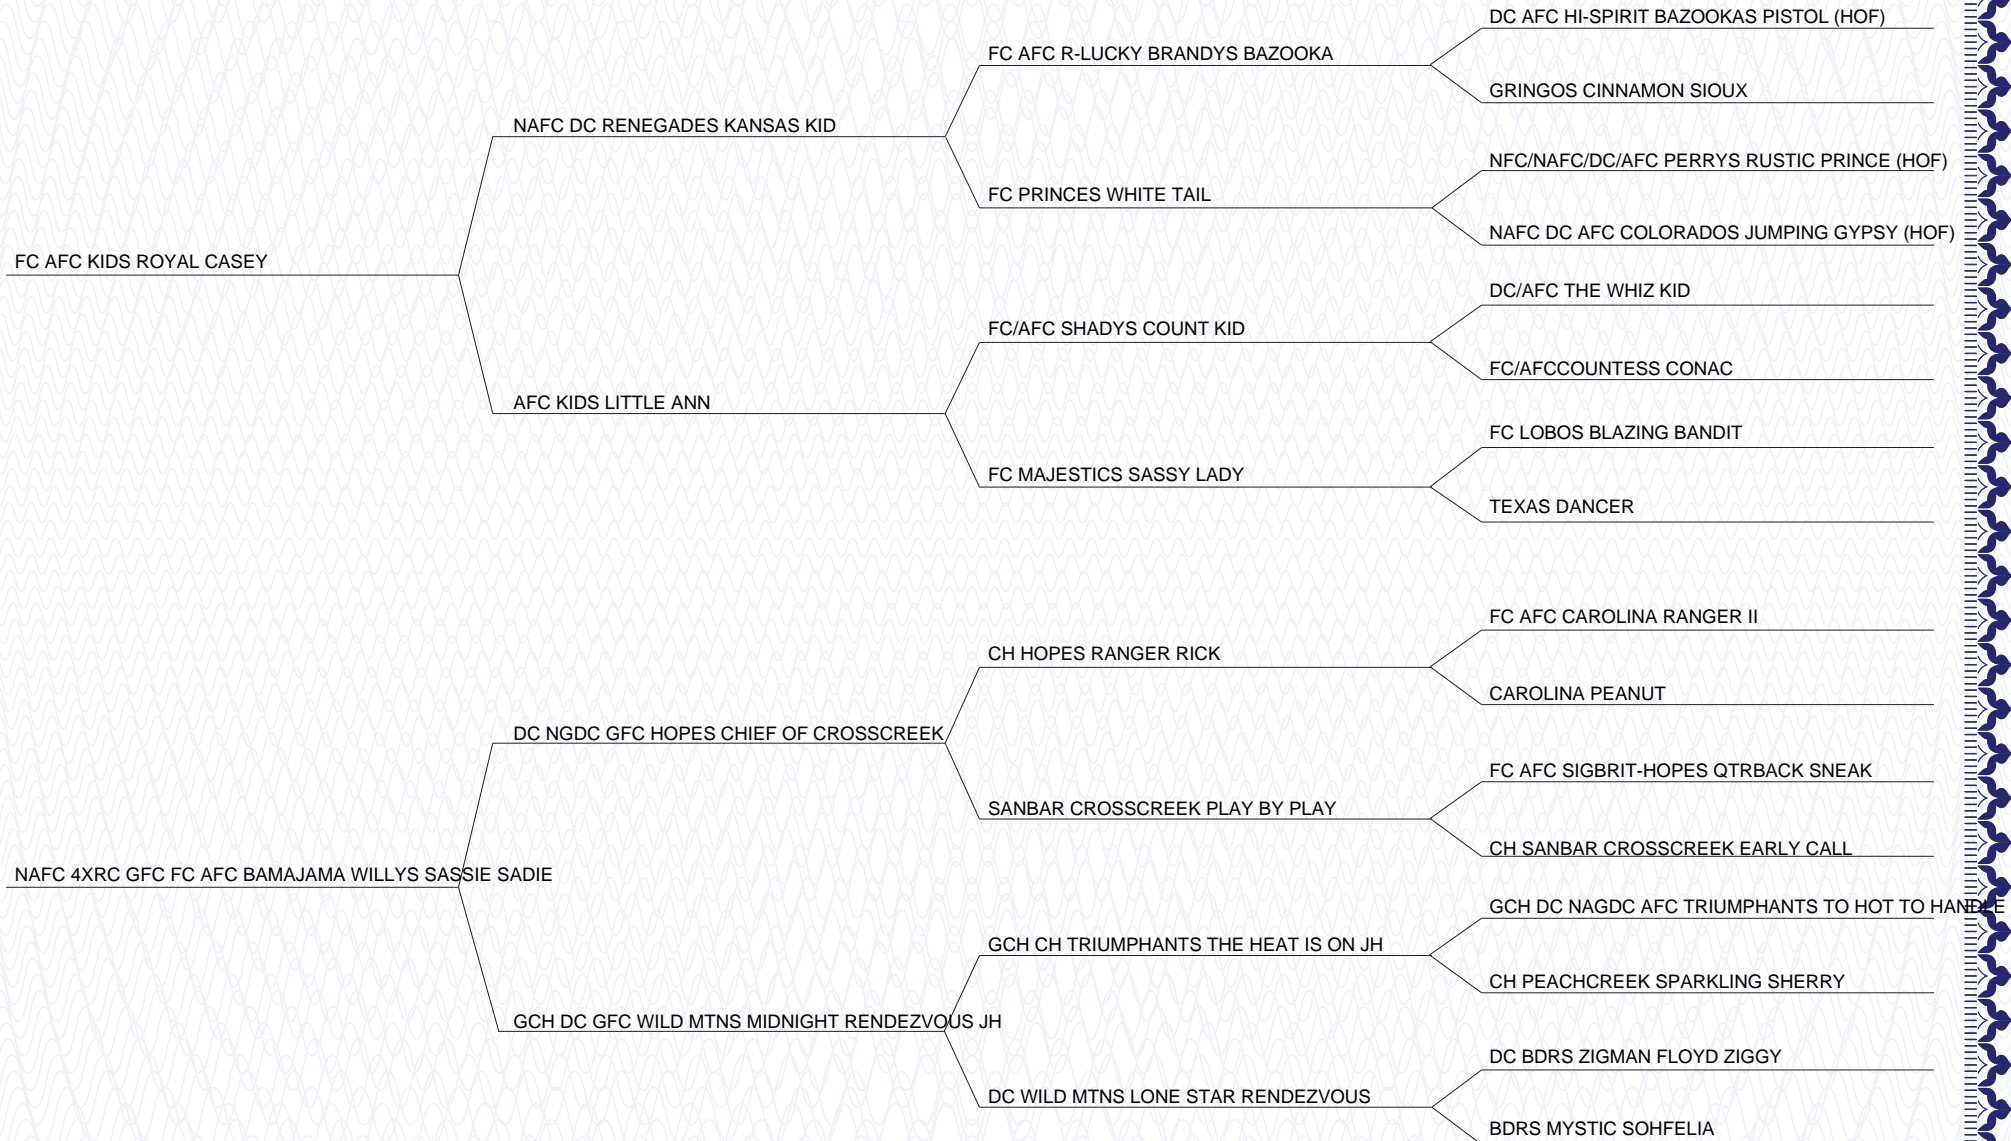 DC AFC HI-SPIRIT BAZOOKAS PISTOL (HOF)
FC AFC R-LUCKY BRANDYS BAZOOKA
GRINGOS CINNAMON SIOUX
NAFC DC RENEGADES KANSAS KID
NFC/NAFC/DC/AFC PERRYS RUSTIC PRINCE (HOF)
FC PRINCES WHITE TAIL
NAFC DC AFC COLORADOS JUMPING GYPSY (HOF)
FC AFC KIDS ROYAL CASEY
DC/AFC THE WHIZ KID
FC/AFC SHADYS COUNT KID
FC/AFCCOUNTESS CONAC
AFC KIDS LITTLE ANN
FC LOBOS BLAZING BANDIT
FC MAJESTICS SASSY LADY
TEXAS DANCER
FC AFC CAROLINA RANGER II
CH HOPES RANGER RICK
CAROLINA PEANUT
DC NGDC GFC HOPES CHIEF OF CROSSCREEK
FC AFC SIGBRIT-HOPES QTRBACK SNEAK
SANBAR CROSSCREEK PLAY BY PLAY
CH SANBAR CROSSCREEK EARLY CALL
NAFC 4XRC GFC FC AFC BAMAJAMA WILLYS SASSIE SADIE
GCH DC NAGDC AFC TRIUMPHANTS TO HOT TO HANDLE
GCH CH TRIUMPHANTS THE HEAT IS ON JH
CH PEACHCREEK SPARKLING SHERRY
GCH DC GFC WILD MTNS MIDNIGHT RENDEZVOUS JH
DC BDRS ZIGMAN FLOYD ZIGGY
DC WILD MTNS LONE STAR RENDEZVOUS
BDRS MYSTIC SOHFELIA